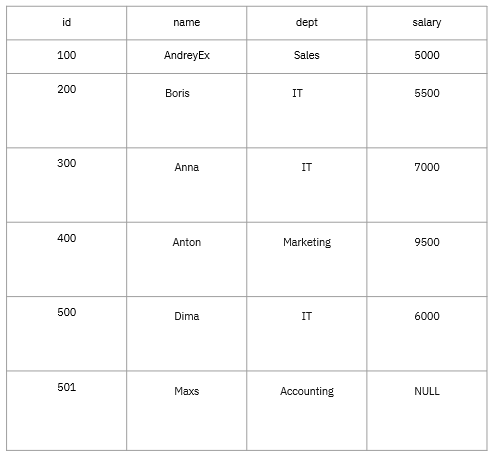 id name dept salary
100 AndreyEx Sales 5000
200 Boris IT 5500
300 Anna IT 7000
400 Anton Marketing 9500
500 Dima IT 6000
501 Maxs Accounting NULL